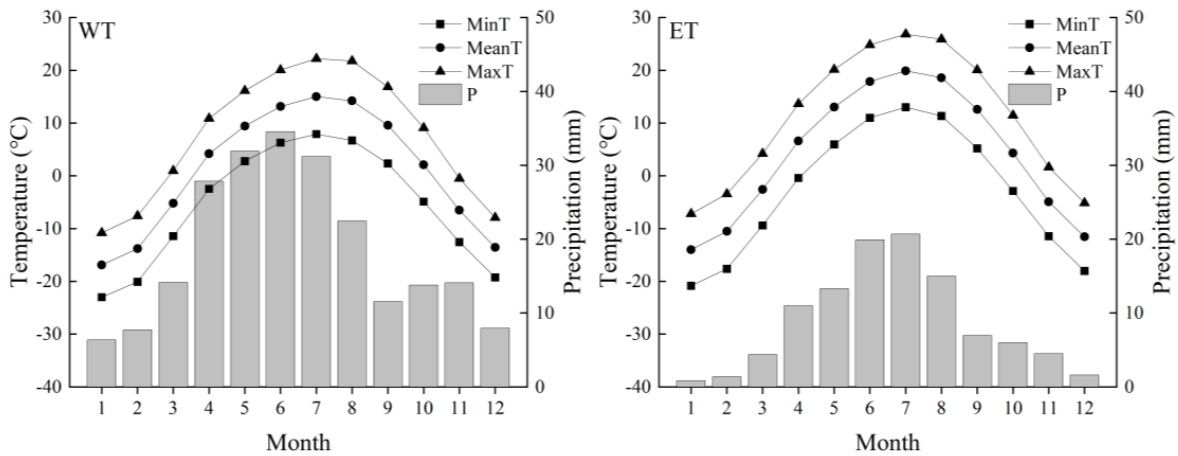 WT
MinT
MeanT
MaxT
P
30
20
10
0
-10
-20
-30
-40
50
40
30
20
10
0
1 2 3 4 5 6 7 8 9 10 11 12
Temperature (℃)
Precipitation (mm)
Month
ET
MinT
MeanT
MaxT
P
30
20
10
0
-10
-20
-30
-40
50
40
30
20
10
0
1 2 3 4 5 6 7 8 9 10 11 12
Temperature (℃)
Precipitation (mm)
Month